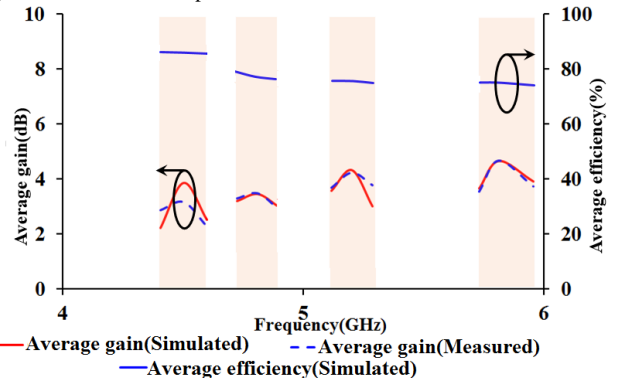 10
8
6
4
2
0
Average gain(dB)
100
80
60
40
20
0
Average efficiency(%)
4
5
6
Frequency(GHz)
Average gain(Simulated)
Average gain(Measured)
Average efficiency(Simulated)